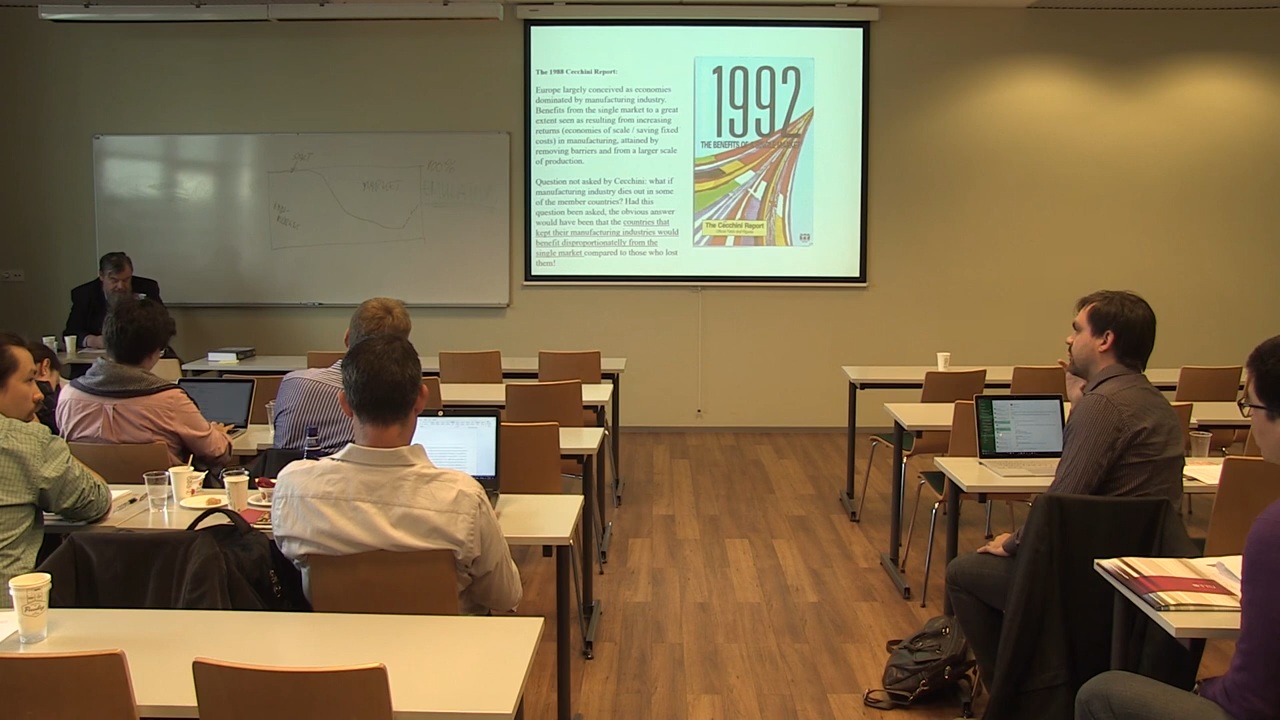 The 1988 Cecchini Report:
Europe largely conceived as economies
dominated by manufacturing industry.
Benefits from the single market to a great
extent seen as resulting from increasing
returns (economies of scale / saving fixed
costs) in manufacturing, attained by
removing barriers and from a larger scale
of production.
Question not asked by Cecchini: what if
manufacturing industry dies out in some
of the member countries? Had this
question been asked, the obvious answer
would have been that the countries that
kept their manufacturing industries would
benefit disproportionatelly from the
single market compared to those who lost
them!
1992
THE BENEFITS OF A SINGLE MARKET
The Cecchini Report
MARKET
100%